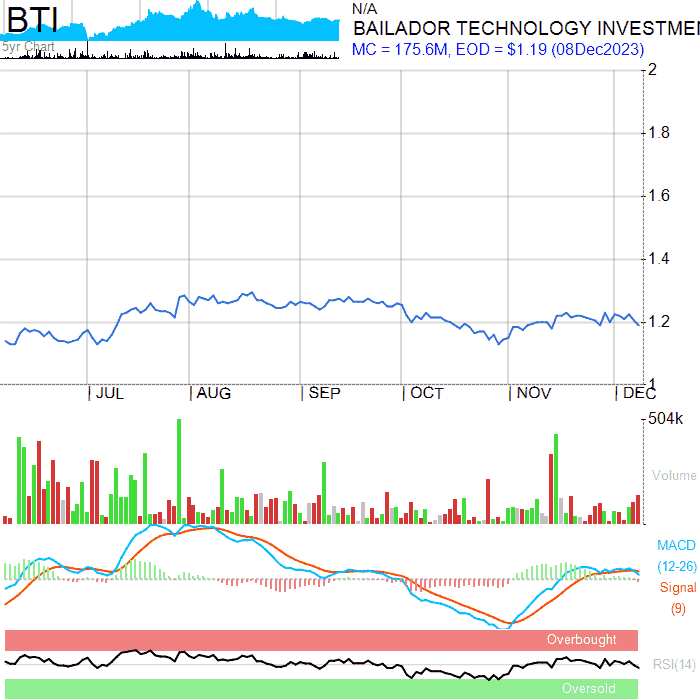 BTI
5yr Chart
N/A
BAILADOR TECHNOLOGY INVESTMEN
MC = 175.6M, EOD = $1.19 (08Dec2023)
2
1.8
1.6
1.4
1.2
1
JUL AUG SEP OCT NOV DEC
504k
Volume
MACD
(12-26)
Signal
(9)
Overbought
RSI(14)
Oversold